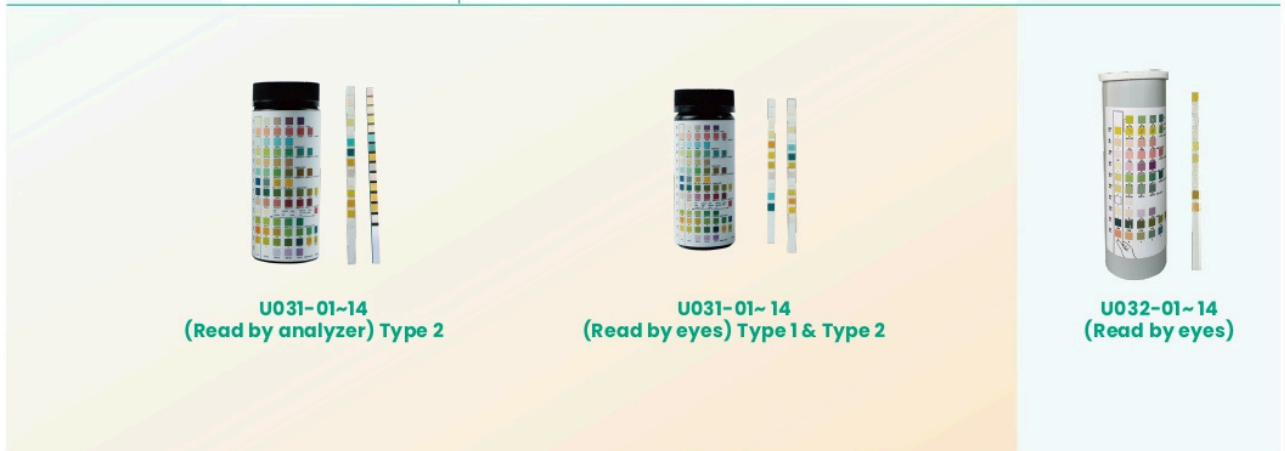 U031-01~14
(Read by analyzer) Type 2
U031-01~ 14
(Read by eyes) Type 1 & Type 2
U032-01~ 14
(Read by eyes)